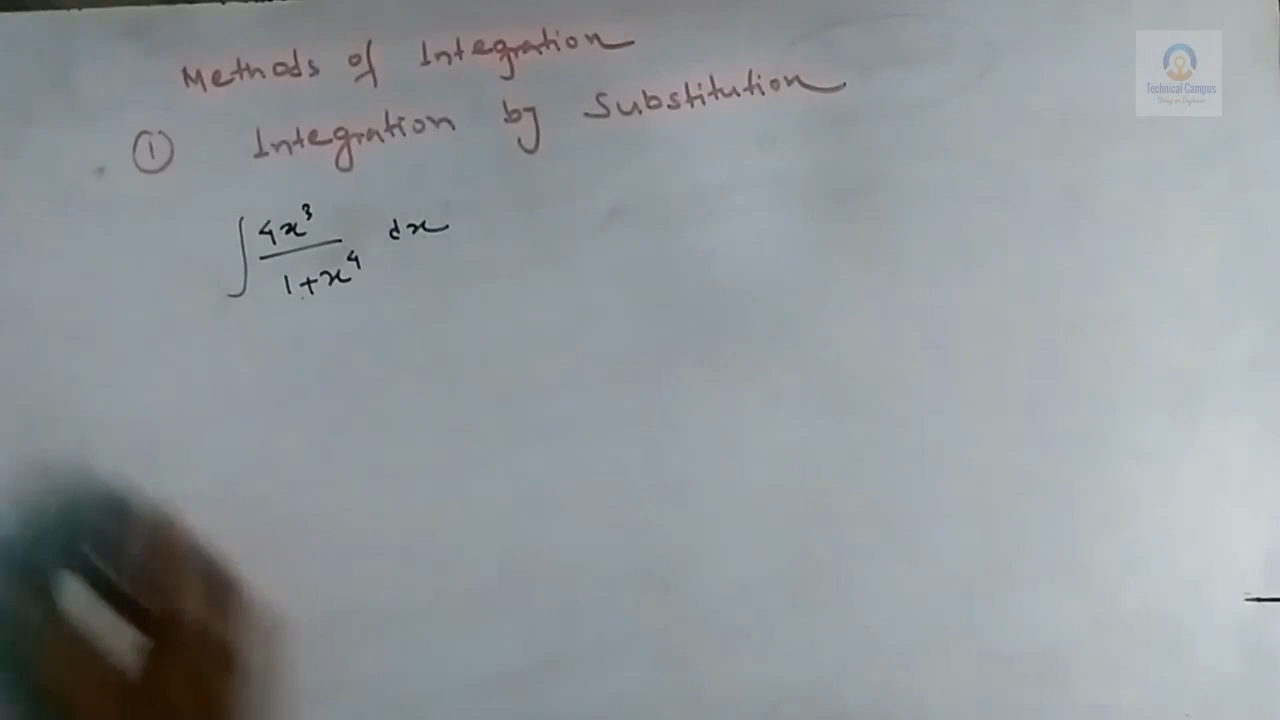 Methods of Integration
① Integration by Substitution
∫ 4x³ / 1+x⁴ dx
Technical Campus